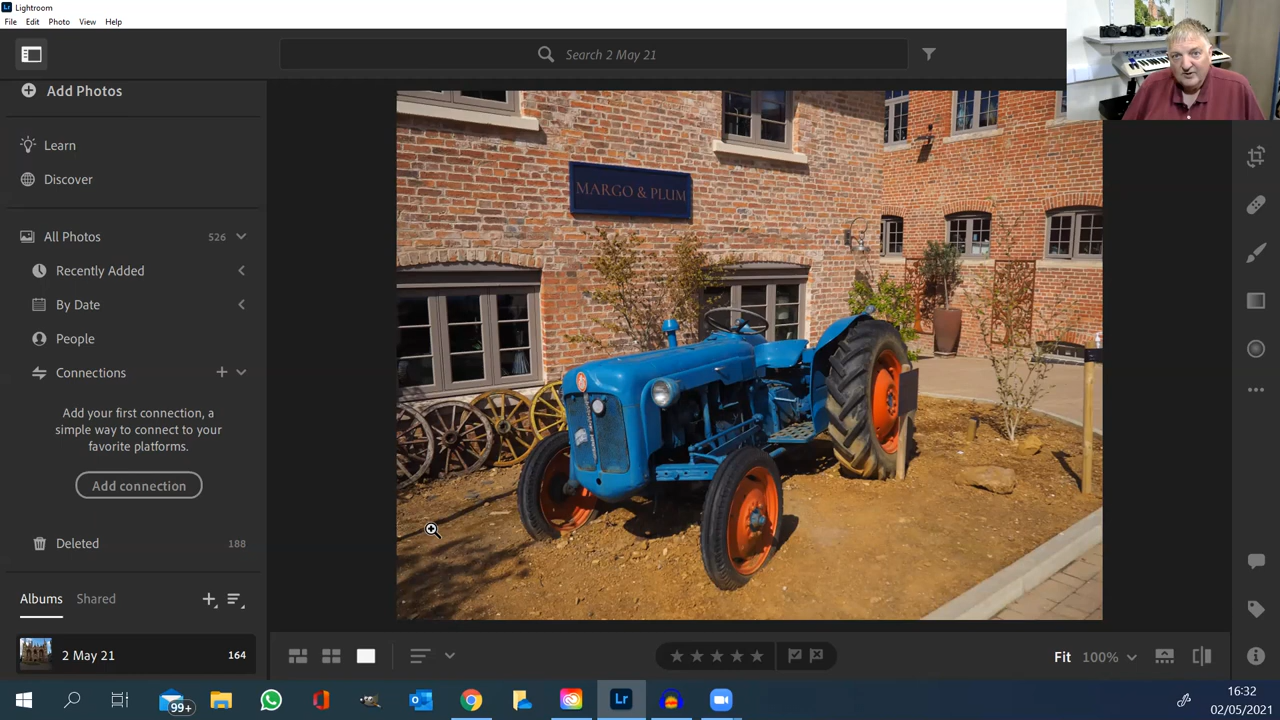 Lr Lightroom
File Edit Photo View Help
Search 2 May 21
Add Photos
Learn
Discover
All Photos 526
Recently Added
By Date
People
Connections
Add your first connection, a
simple way to connect to your
favorite platforms.
Add connection
Deleted 188
Albums Shared
2 May 21 164
MARGO & PLUM
Fit 100%
99+
Lr
16:32
02/05/2021